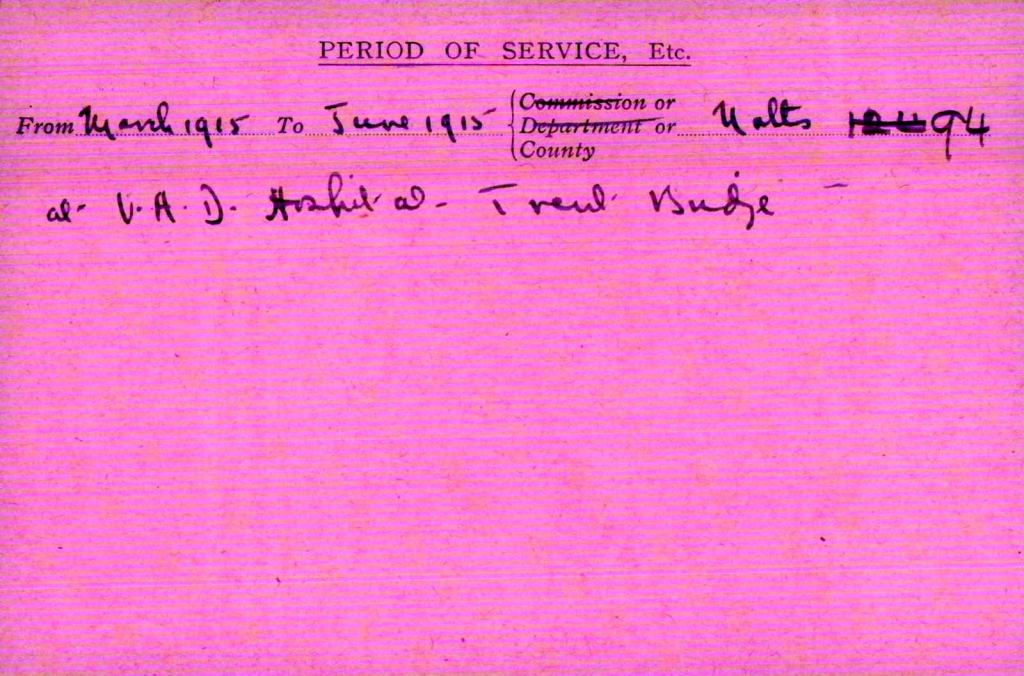 PERIOD OF SERVICE, Etc.
From March 1915 To June 1915 { Commission or
Department or
County Notts 94
at V.A.D. Hospital Trent Bridge